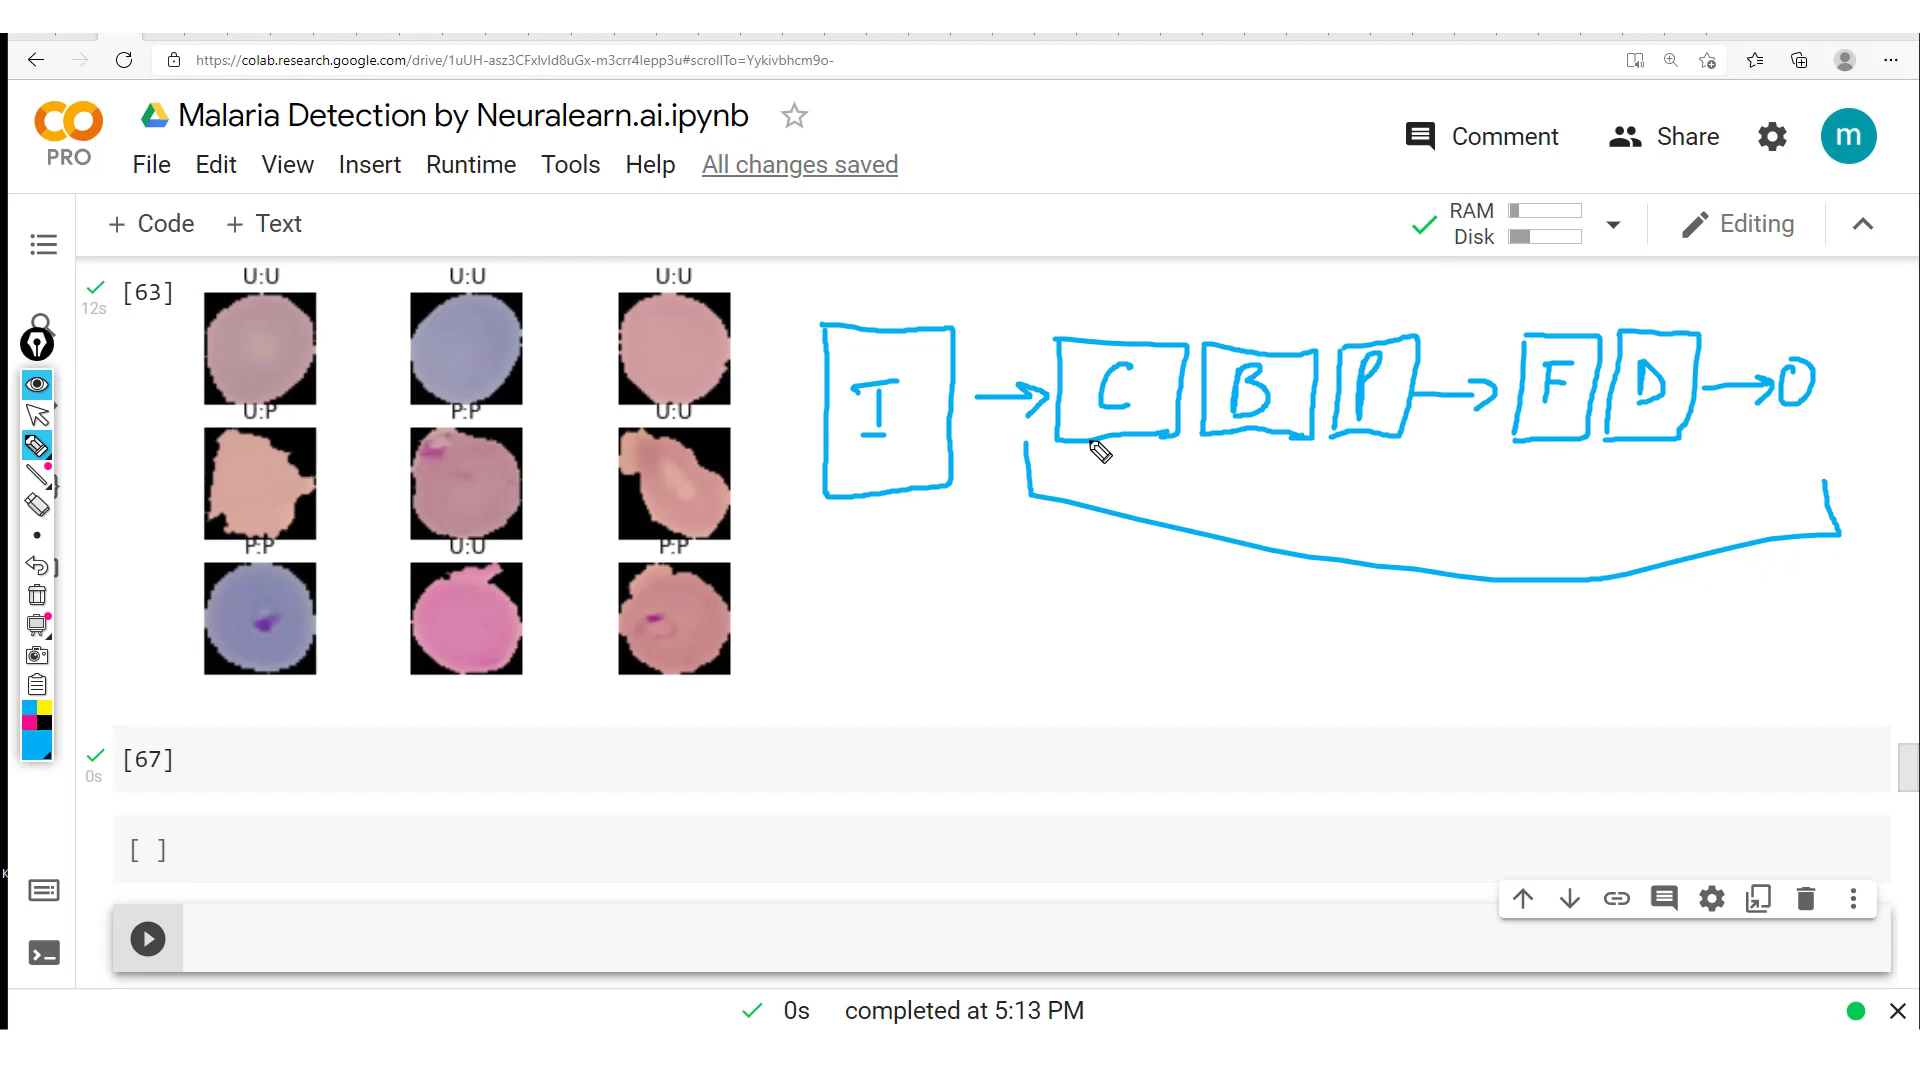 https://colab.research.google.com/drive/1uUH-asz3CFxlvld8uGx-m3crr4lepp3u#scrollTo=Yykivbhcm9o-
CO
PRO
Malaria Detection by Neuralearn.ai.ipynb
File Edit View Insert Runtime Tools Help All changes saved
Comment Share m
+ Code + Text
RAM
Disk
Editing
[63]
12s
U:U U:U U:U
U:P P:P U:U
P:P U:U P:P
I C B P F D O
[67]
0s
[ ]
K
0s completed at 5:13 PM